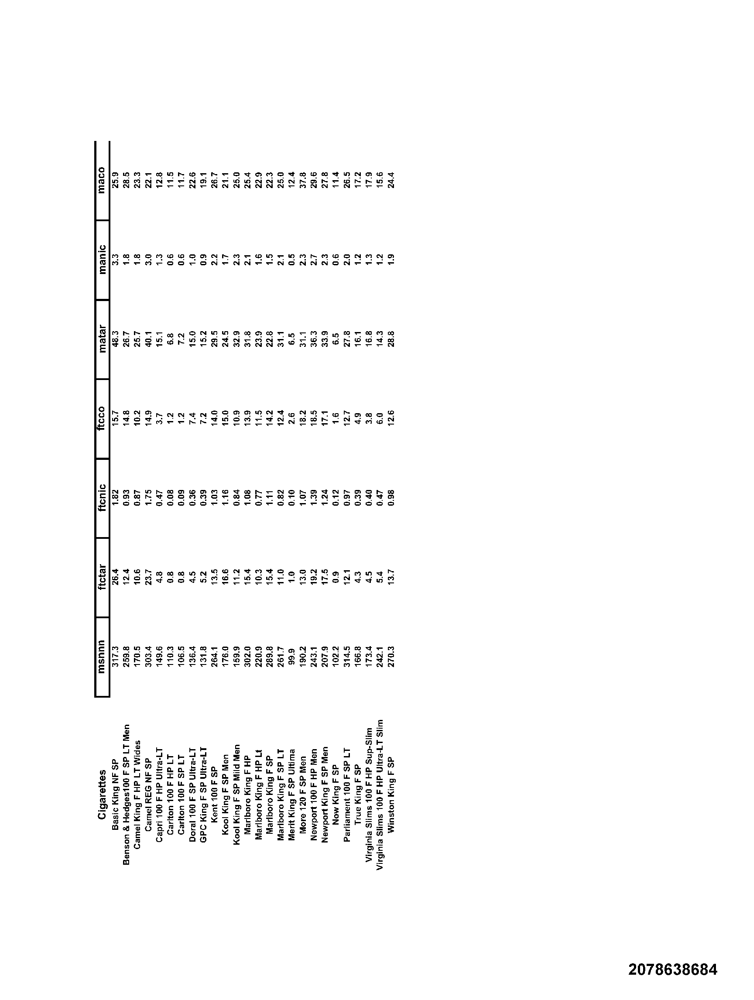 Cigarettes msnnn ftctar ftcnic ftcco matar manic maco
Basic King NF SP 317.3 26.4 1.82 15.7 48.3 3.3 25.9
Benson & Hedges100 F SP LT Men 259.8 12.4 0.93 14.8 26.7 1.8 28.5
Camel King F HP LT Wides 170.5 10.6 0.87 10.2 25.7 1.8 23.3
Camel REG NF SP 303.4 23.7 1.75 14.9 40.1 3.0 22.1
Capri 100 F HP Ultra-LT 149.6 4.8 0.47 3.7 15.1 1.3 12.8
Carlton 100 F HP LT 110.3 0.8 0.08 1.2 6.8 0.6 11.5
Carlton 100 F SP LT 106.5 0.8 0.09 1.2 7.2 0.6 11.7
Doral 100 F SP Ultra-LT 136.4 4.5 0.36 7.4 15.0 1.0 22.6
GPC King F SP Ultra-LT 131.8 5.2 0.39 7.2 15.2 0.9 19.1
Kent 100 F SP 264.1 13.5 1.03 14.0 29.5 2.2 26.7
Kool King F SP Men 176.0 16.6 1.16 15.0 24.5 1.7 21.1
Kool King F SP Mild Men 159.9 11.2 0.84 10.9 32.9 2.3 25.0
Marlboro King F HP 302.0 15.4 1.08 13.9 31.8 2.1 25.4
Marlboro King F HP Lt 220.9 10.3 0.77 11.5 23.9 1.6 22.9
Marlboro King F SP 289.8 15.4 1.11 14.2 22.8 1.5 22.3
Marlboro King F SP LT 261.7 11.0 0.82 12.4 31.1 2.1 25.0
Merit King F SP Ultima 99.9 1.0 0.10 2.6 6.5 0.5 12.4
More 120 F SP Men 190.2 13.0 1.07 18.2 31.1 2.3 37.8
Newport 100 F HP Men 243.1 19.2 1.39 18.5 36.3 2.7 29.6
Newport King F SP Men 207.9 17.5 1.24 17.1 33.9 2.3 27.8
Now King F SP 102.2 0.9 0.12 1.6 6.5 0.6 11.4
Parliament 100 F SP LT 314.5 12.1 0.97 12.7 27.8 2.0 26.5
True King F SP 166.8 4.3 0.39 4.9 16.1 1.2 17.2
Virginia Slims 100 F HP Sup-Slim 173.4 4.5 0.40 3.8 16.8 1.3 17.9
Virginia Slims 100 F HP Ultra-LT Slim 242.1 5.4 0.47 6.0 14.3 1.2 15.6
Winston King F SP 270.3 13.7 0.98 12.6 28.8 1.9 24.4
2078638684